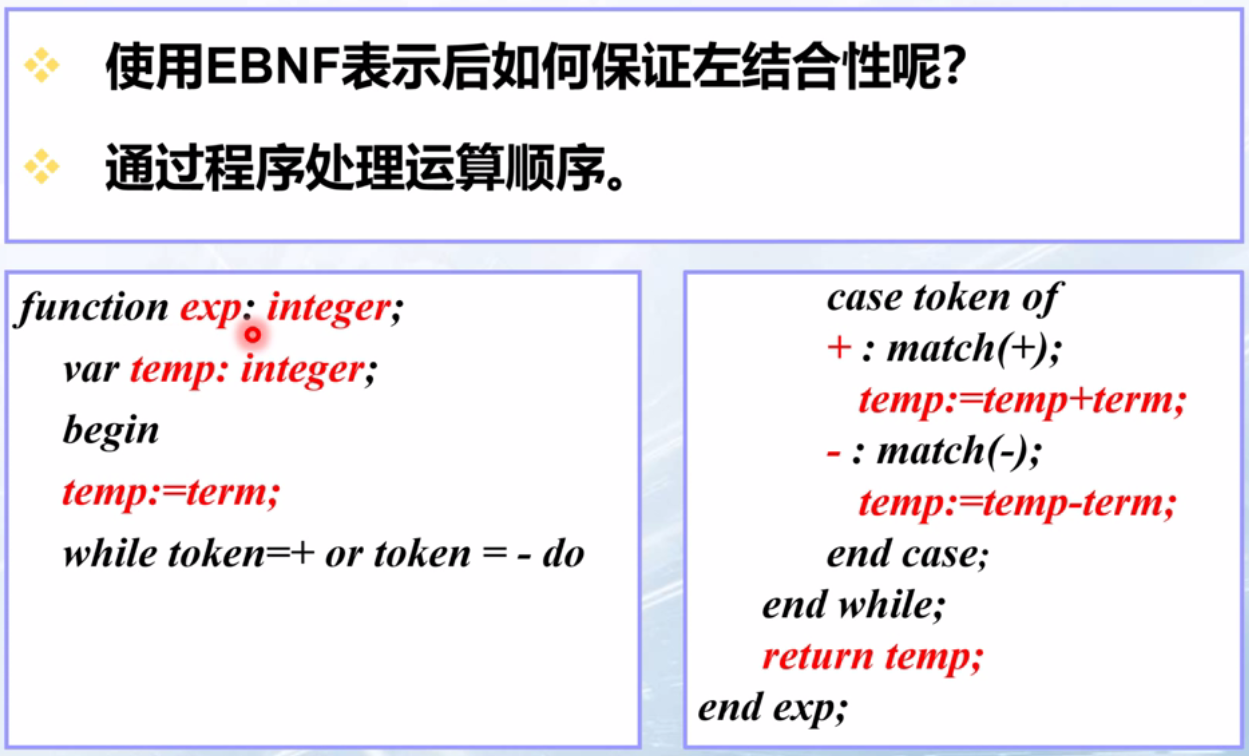 使用EBNF表示后如何保证左结合性呢？
通过程序处理运算顺序。
function exp: integer;
var temp: integer;
begin
temp:=term;
while token=+ or token = - do
case token of
+ : match(+);
temp:=temp+term;
- : match(-);
temp:=temp-term;
end case;
end while;
return temp;
end exp;